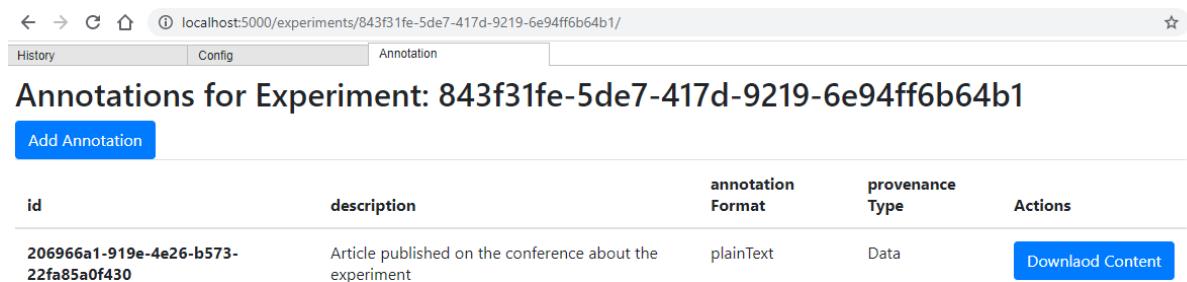 localhost:5000/experiments/843f31fe-5de7-417d-9219-6e94ff6b64b1/
History Config Annotation
Annotations for Experiment: 843f31fe-5de7-417d-9219-6e94ff6b64b1
Add Annotation
id description annotation Format provenance Type Actions
206966a1-919e-4e26-b573-22fa85a0f430 Article published on the conference about the experiment plainText Data Downlaod Content